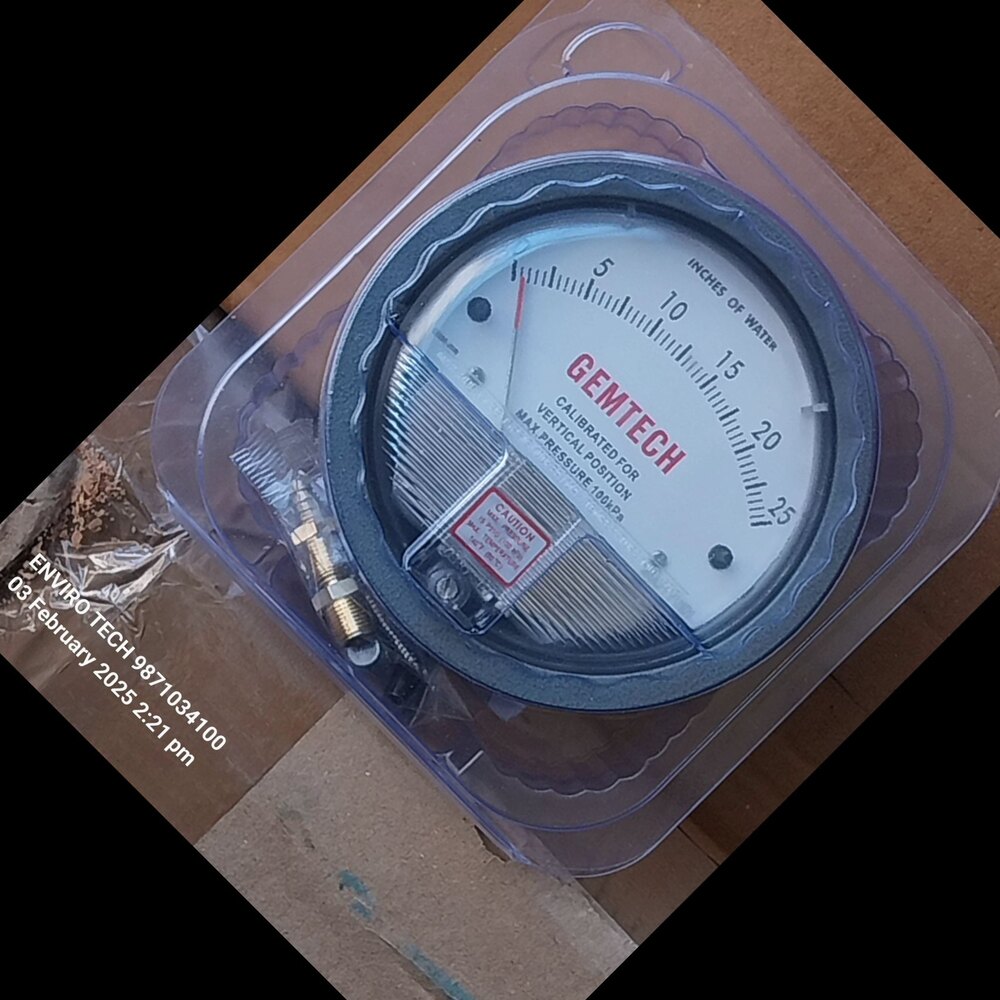 5
10
15
20
25
INCHES OF WATER
GEMTECH
CALIBRATED FOR
VERTICAL POSITION
MAX.PRESSURE 100kPa
CAUTION
ENVIRO TECH 9871034100
03 February 2025 2:21 pm